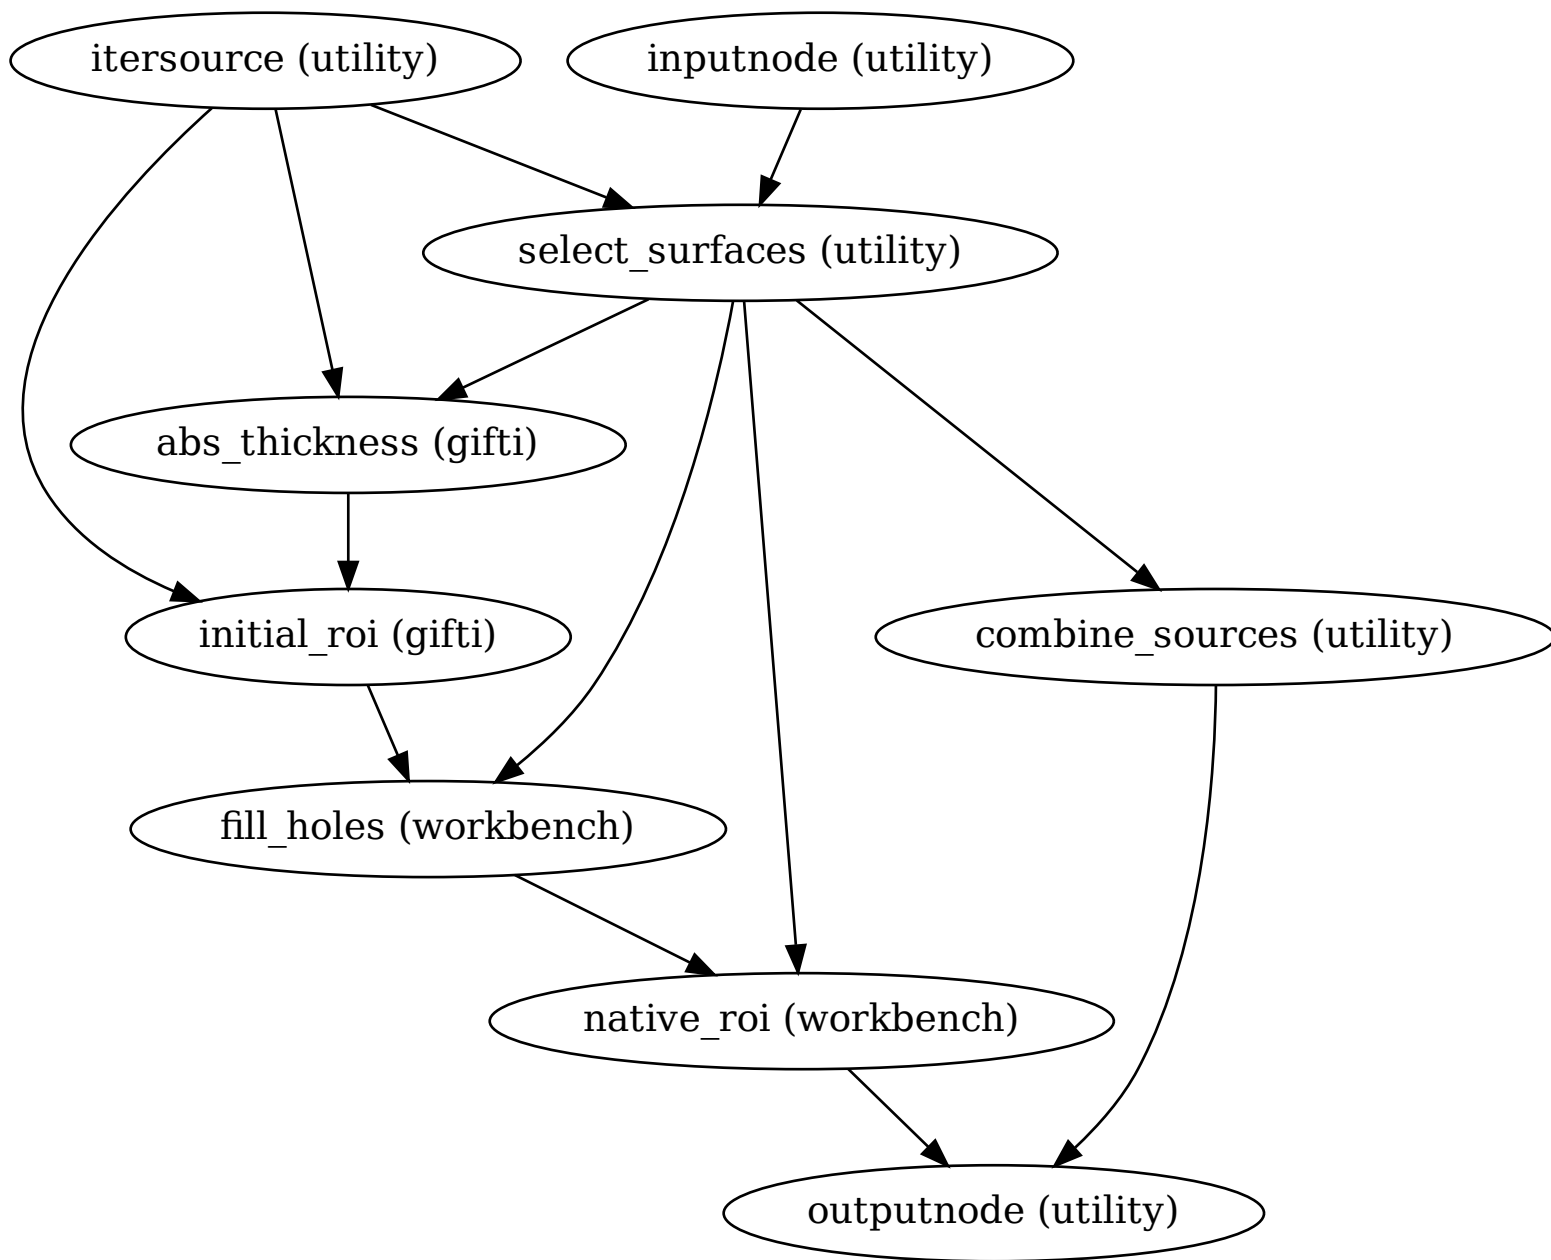 itersource (utility)
inputnode (utility)
select_surfaces (utility)
abs_thickness (gifti)
initial_roi (gifti)
combine_sources (utility)
fill_holes (workbench)
native_roi (workbench)
outputnode (utility)